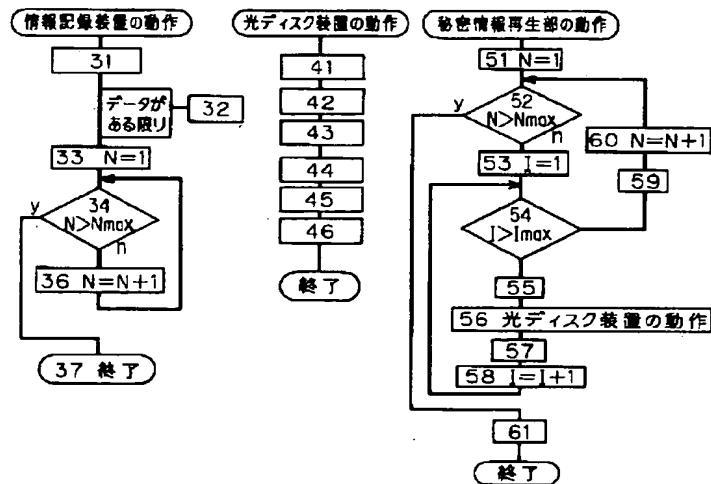 情報記録装置の動作
31
データが
ある限り
32
33 N=1
y
34
N>Nmax
n
36 N=N+1
37 終了
光ディスク装置の動作
41
42
43
44
45
46
終了
秘密情報再生部の動作
51 N=1
y
52
N>Nmax
n
60 N=N+1
53 I=1
59
54
I>Imax
55
56 光ディスク装置の動作
57
58 I=I+1
61
終了